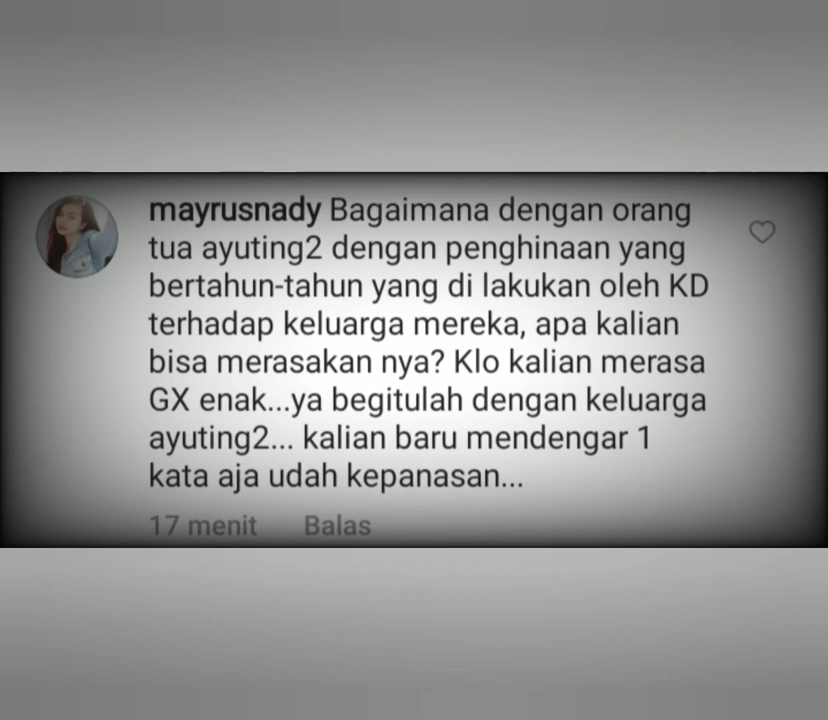 mayrusnady Bagaimana dengan orang
tua ayuting2 dengan penghinaan yang
bertahun-tahun yang di lakukan oleh KD
terhadap keluarga mereka, apa kalian
bisa merasakan nya? Klo kalian merasa
GX enak...ya begitulah dengan keluarga
ayuting2... kalian baru mendengar 1
kata aja udah kepanasan...
17 menit Balas